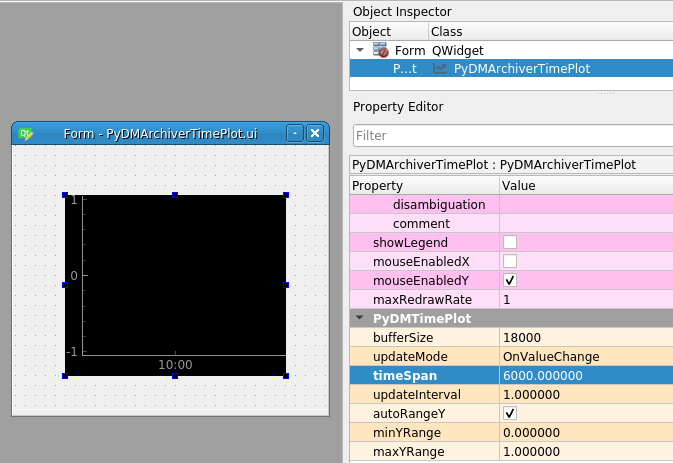 Form - PyDMArchiverTimePlot.ui
1
0
-1
10:00
Object Inspector
Object Class
Form QWidget
P...t PyDMArchiverTimePlot
Property Editor
Filter
PyDMArchiverTimePlot : PyDMArchiverTimePlot
Property Value
disambiguation
comment
showLegend
mouseEnabledX
mouseEnabledY
maxRedrawRate 1
PyDMTimePlot
bufferSize 18000
updateMode OnValueChange
timeSpan 6000.000000
updateInterval 1.000000
autoRangeY
minYRange 0.000000
maxYRange 1.000000